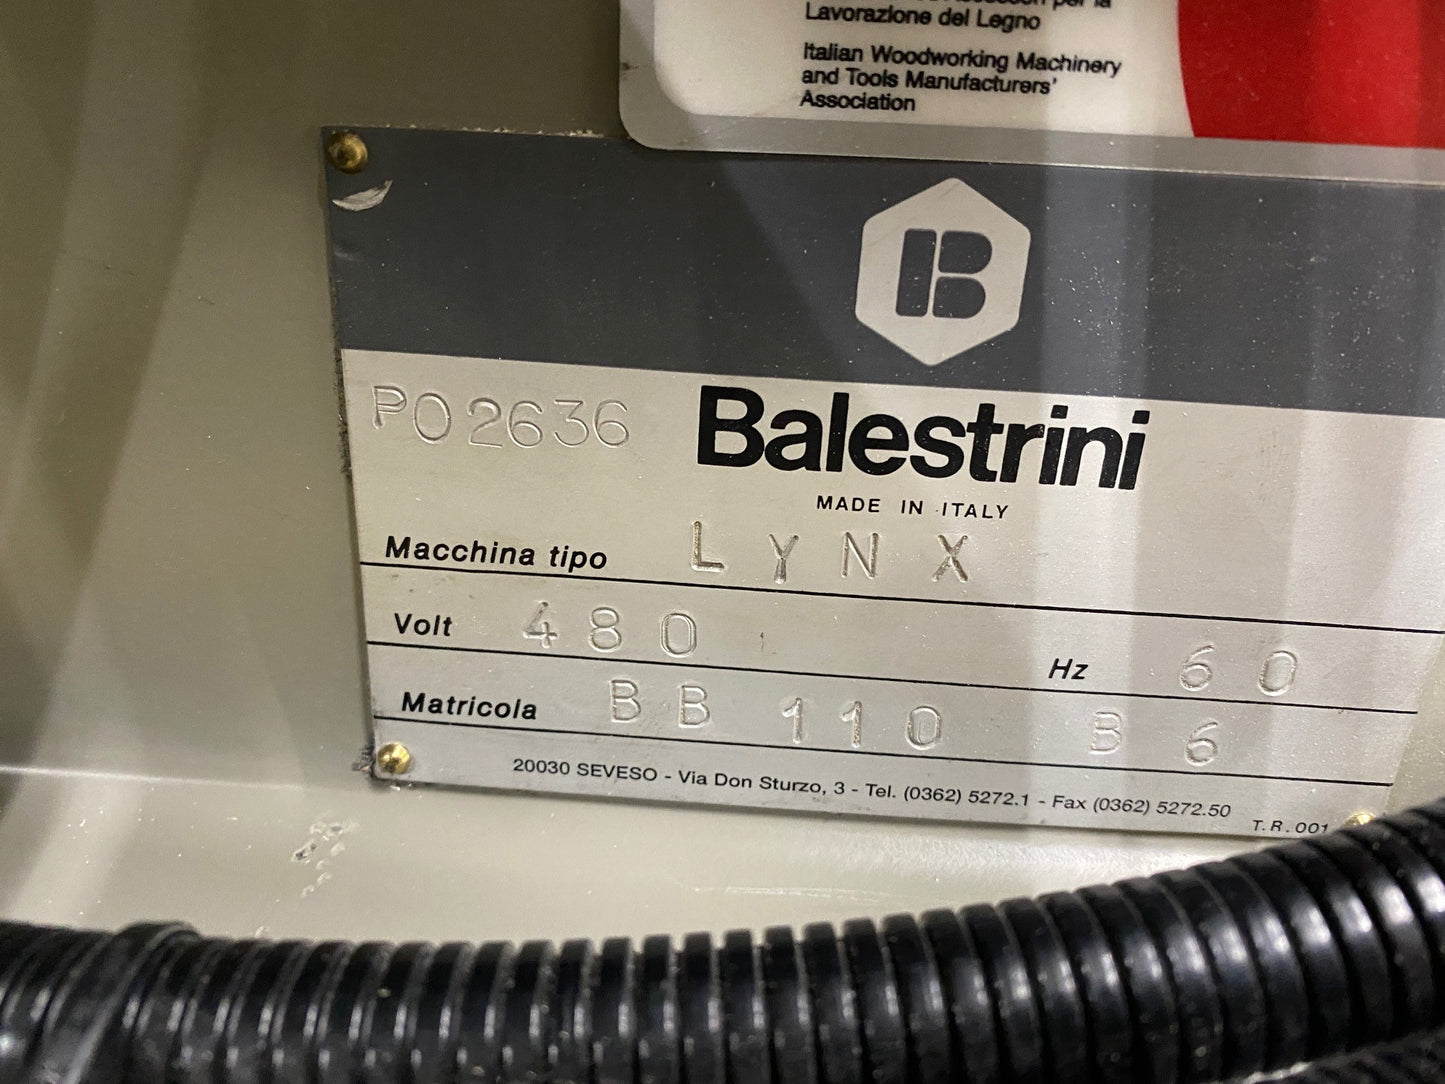 Lavorazione del Legno
Italian Woodworking Machinery
and Tools Manufacturers'
Association
B
PO2636
Balestrini
MADE IN ITALY
Macchina tipo LYNX
Volt 480 Hz 60
Matricola BB 110 B6
20030 SEVESO - Via Don Sturzo, 3 - Tel. (0362) 5272.1 - Fax (0362) 5272.50
T.R.001